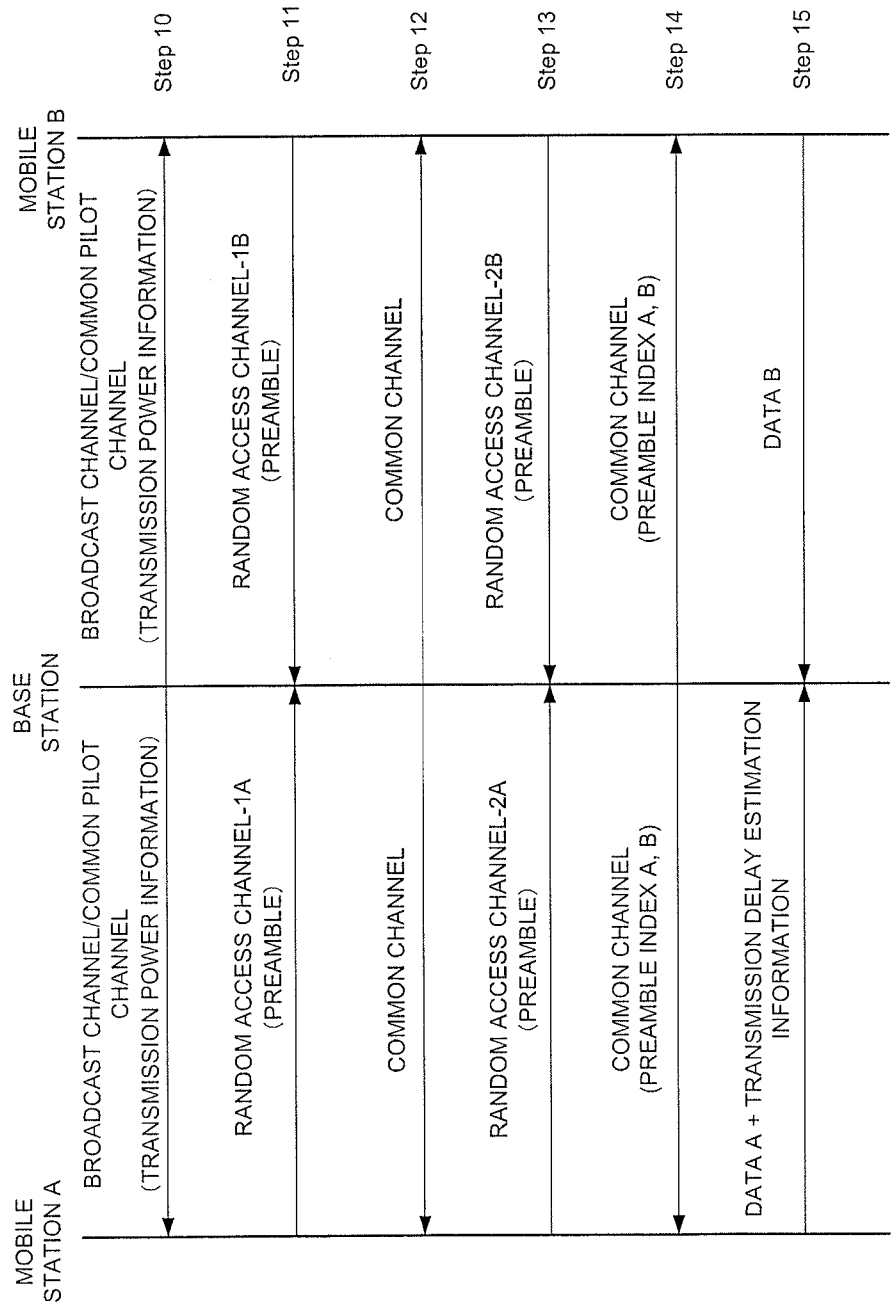 MOBILE
STATION A
BASE
STATION
MOBILE
STATION B
BROADCAST CHANNEL/COMMON PILOT
CHANNEL
(TRANSMISSION POWER INFORMATION)
BROADCAST CHANNEL/COMMON PILOT
CHANNEL
(TRANSMISSION POWER INFORMATION)
Step 10
RANDOM ACCESS CHANNEL-1A
(PREAMBLE)
RANDOM ACCESS CHANNEL-1B
(PREAMBLE)
Step 11
COMMON CHANNEL
COMMON CHANNEL
Step 12
RANDOM ACCESS CHANNEL-2A
(PREAMBLE)
RANDOM ACCESS CHANNEL-2B
(PREAMBLE)
Step 13
COMMON CHANNEL
(PREAMBLE INDEX A, B)
COMMON CHANNEL
(PREAMBLE INDEX A, B)
Step 14
DATA A + TRANSMISSION DELAY ESTIMATION
INFORMATION
DATA B
Step 15